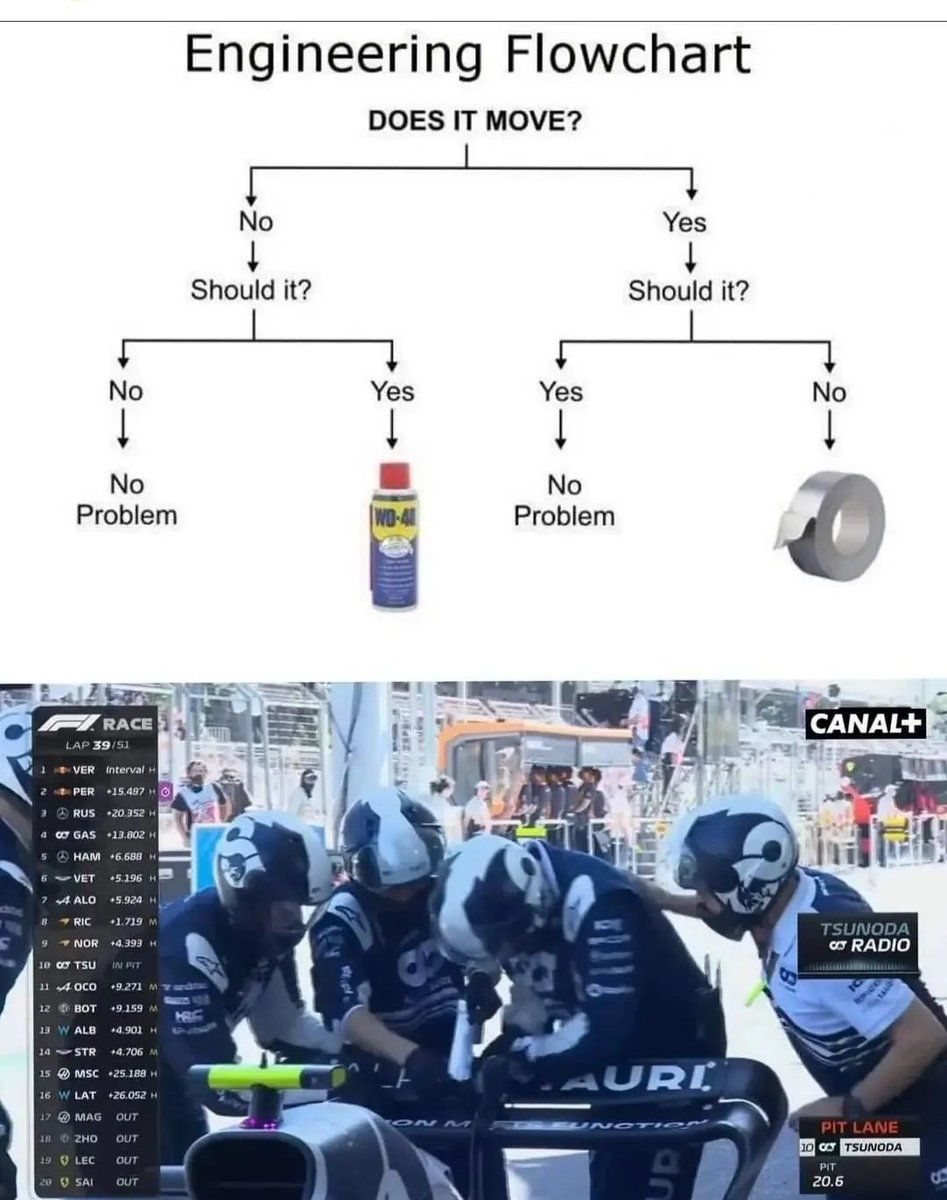 Engineering Flowchart
DOES IT MOVE?
No Yes
Should it? Should it?
No Yes Yes No
No
Problem
WD-40
No
Problem
CANAL+
F1 RACE
LAP 39/51
1 VER Interval H
2 PER +15.497 H
3 RUS +20.352 H
4 GAS +13.802 H
5 HAM +6.688 H
6 VET +5.196 H
7 ALO +5.924 H
8 RIC +1.719 M
9 NOR +4.393 H
10 TSU IN PIT
11 OCO +9.271 M
12 BOT +9.159 M
13 ALB +4.901 H
14 STR +4.706 M
15 MSC +25.188 H
16 LAT +26.052 H
17 MAG OUT
18 ZHO OUT
19 LEC OUT
20 SAI OUT
TSUNODA
RADIO
HRC
AURI
FUNCTION
PIT LANE
10 TSUNODA
PIT
20.6